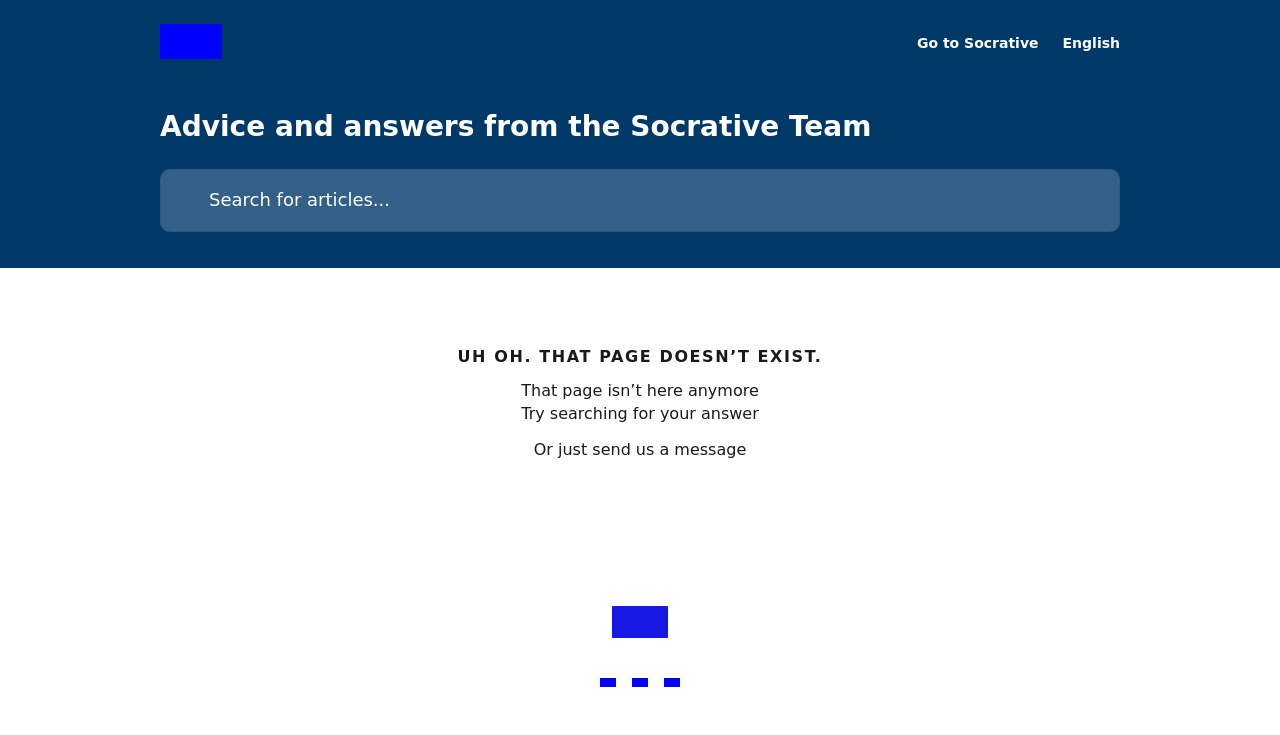 Go to Socrative
English
Advice and answers from the Socrative Team
Search for articles...
UH OH. THAT PAGE DOESN’T EXIST.
That page isn’t here anymore
Try searching for your answer
Or just send us a message